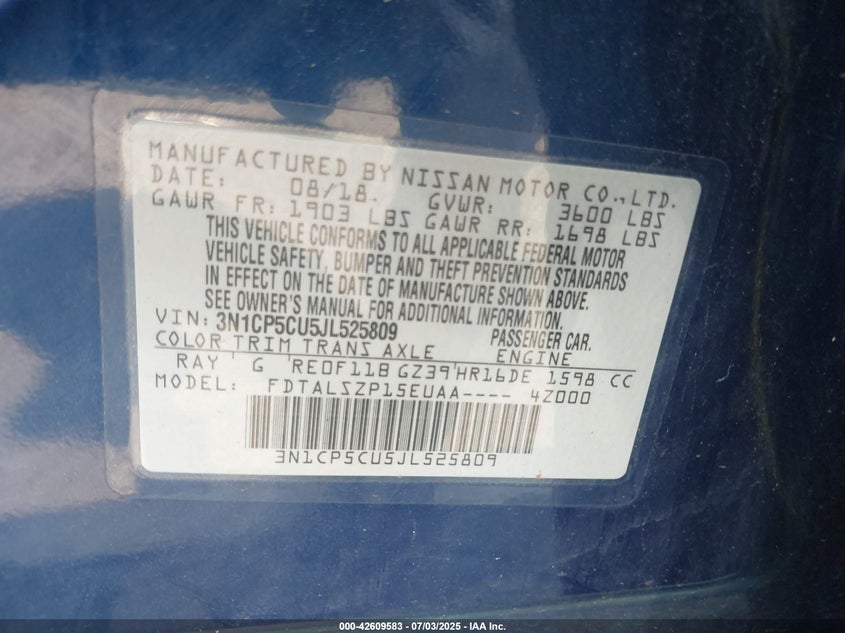 MANUFACTURED BY NISSAN MOTOR CO., LTD.
DATE: 08/18. GVWR: 3600 LBS
GAWR FR: 1903 LBS GAWR RR: 1698 LBS
THIS VEHICLE CONFORMS TO ALL APPLICABLE FEDERAL MOTOR
VEHICLE SAFETY, BUMPER AND THEFT PREVENTION STANDARDS
IN EFFECT ON THE DATE OF MANUFACTURE SHOWN ABOVE.
SEE OWNER'S MANUAL FOR ADDITIONAL INFORMATION.
VIN: 3N1CP5CU5JL525809 PASSENGER CAR.
COLOR TRIM TRANS AXLE ENGINE
RAY G RE0F11B GZ39 HR16DE 1598 CC
MODEL: FDTALSZP15EUAA---- 4Z000
3N1CP5CU5JL525809
000-42609583 - 07/03/2025 - IAA Inc.